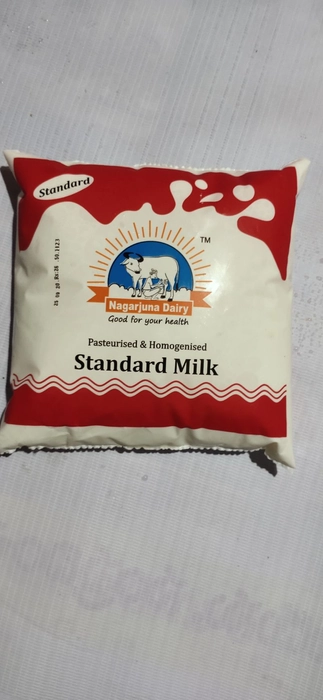 Standard
TM
Nagarjuna Dairy
Good for your health
Pasteurised & Homogenised
Standard Milk